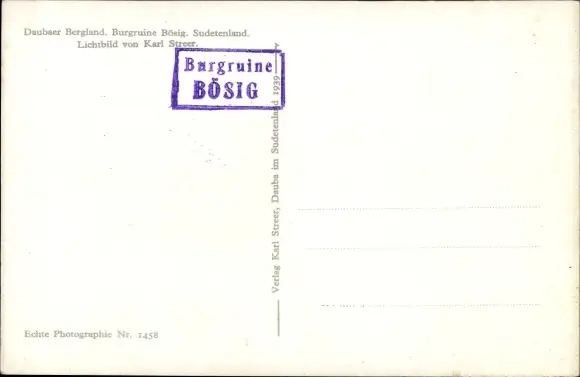 Daubaer Bergland. Burgruine Bösig. Sudetenland.
Lichtbild von Karl Streer.
Burgruine
BÖSIG
Verlag Karl Streer, Dauba im Sudetenland 1939
Echte Photographie Nr. 1458